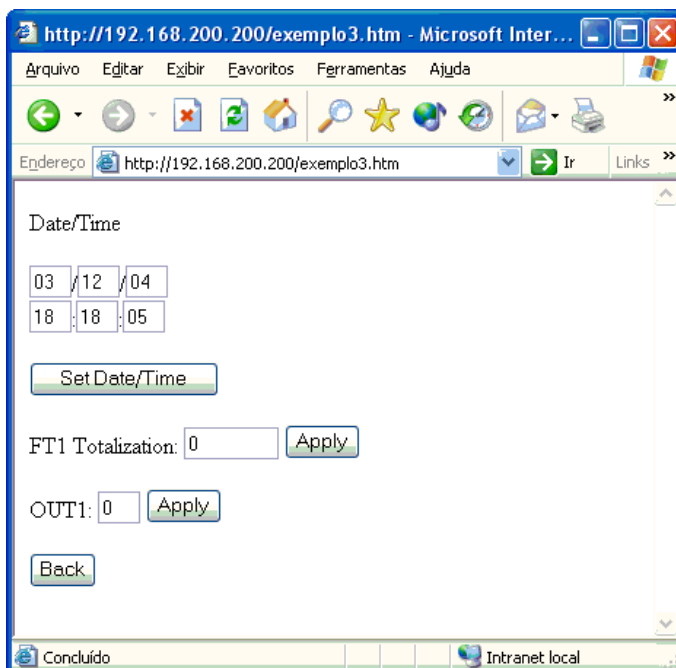 http://192.168.200.200/exemplo3.htm - Microsoft Inter...
Arquivo Editar Exibir Favoritos Ferramentas Ajuda
»
Endereço http://192.168.200.200/exemplo3.htm Ir Links »
Date/Time
03 / 12 / 04
18 : 18 : 05
Set Date/Time
FT1 Totalization: 0 Apply
OUT1: 0 Apply
Back
Concluído Intranet local